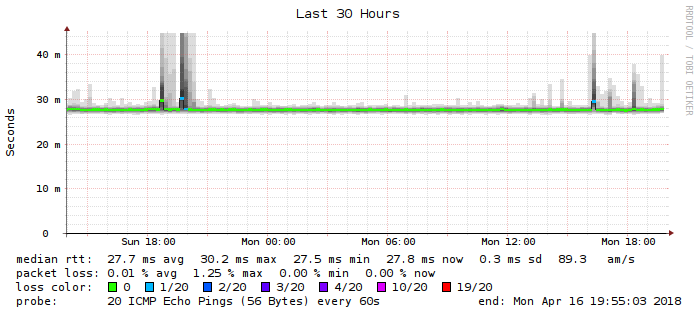 Last 30 Hours
RRDTOOL / TOBI OETIKER
Seconds
40 m
30 m
20 m
10 m
0
Sun 18:00 Mon 00:00 Mon 06:00 Mon 12:00 Mon 18:00
median rtt: 27.7 ms avg 30.2 ms max 27.5 ms min 27.8 ms now 0.3 ms sd 89.3 am/s
packet loss: 0.01 % avg 1.25 % max 0.00 % min 0.00 % now
loss color: 0 1/20 2/20 3/20 4/20 10/20 19/20
probe: 20 ICMP Echo Pings (56 Bytes) every 60s end: Mon Apr 16 19:55:03 2018